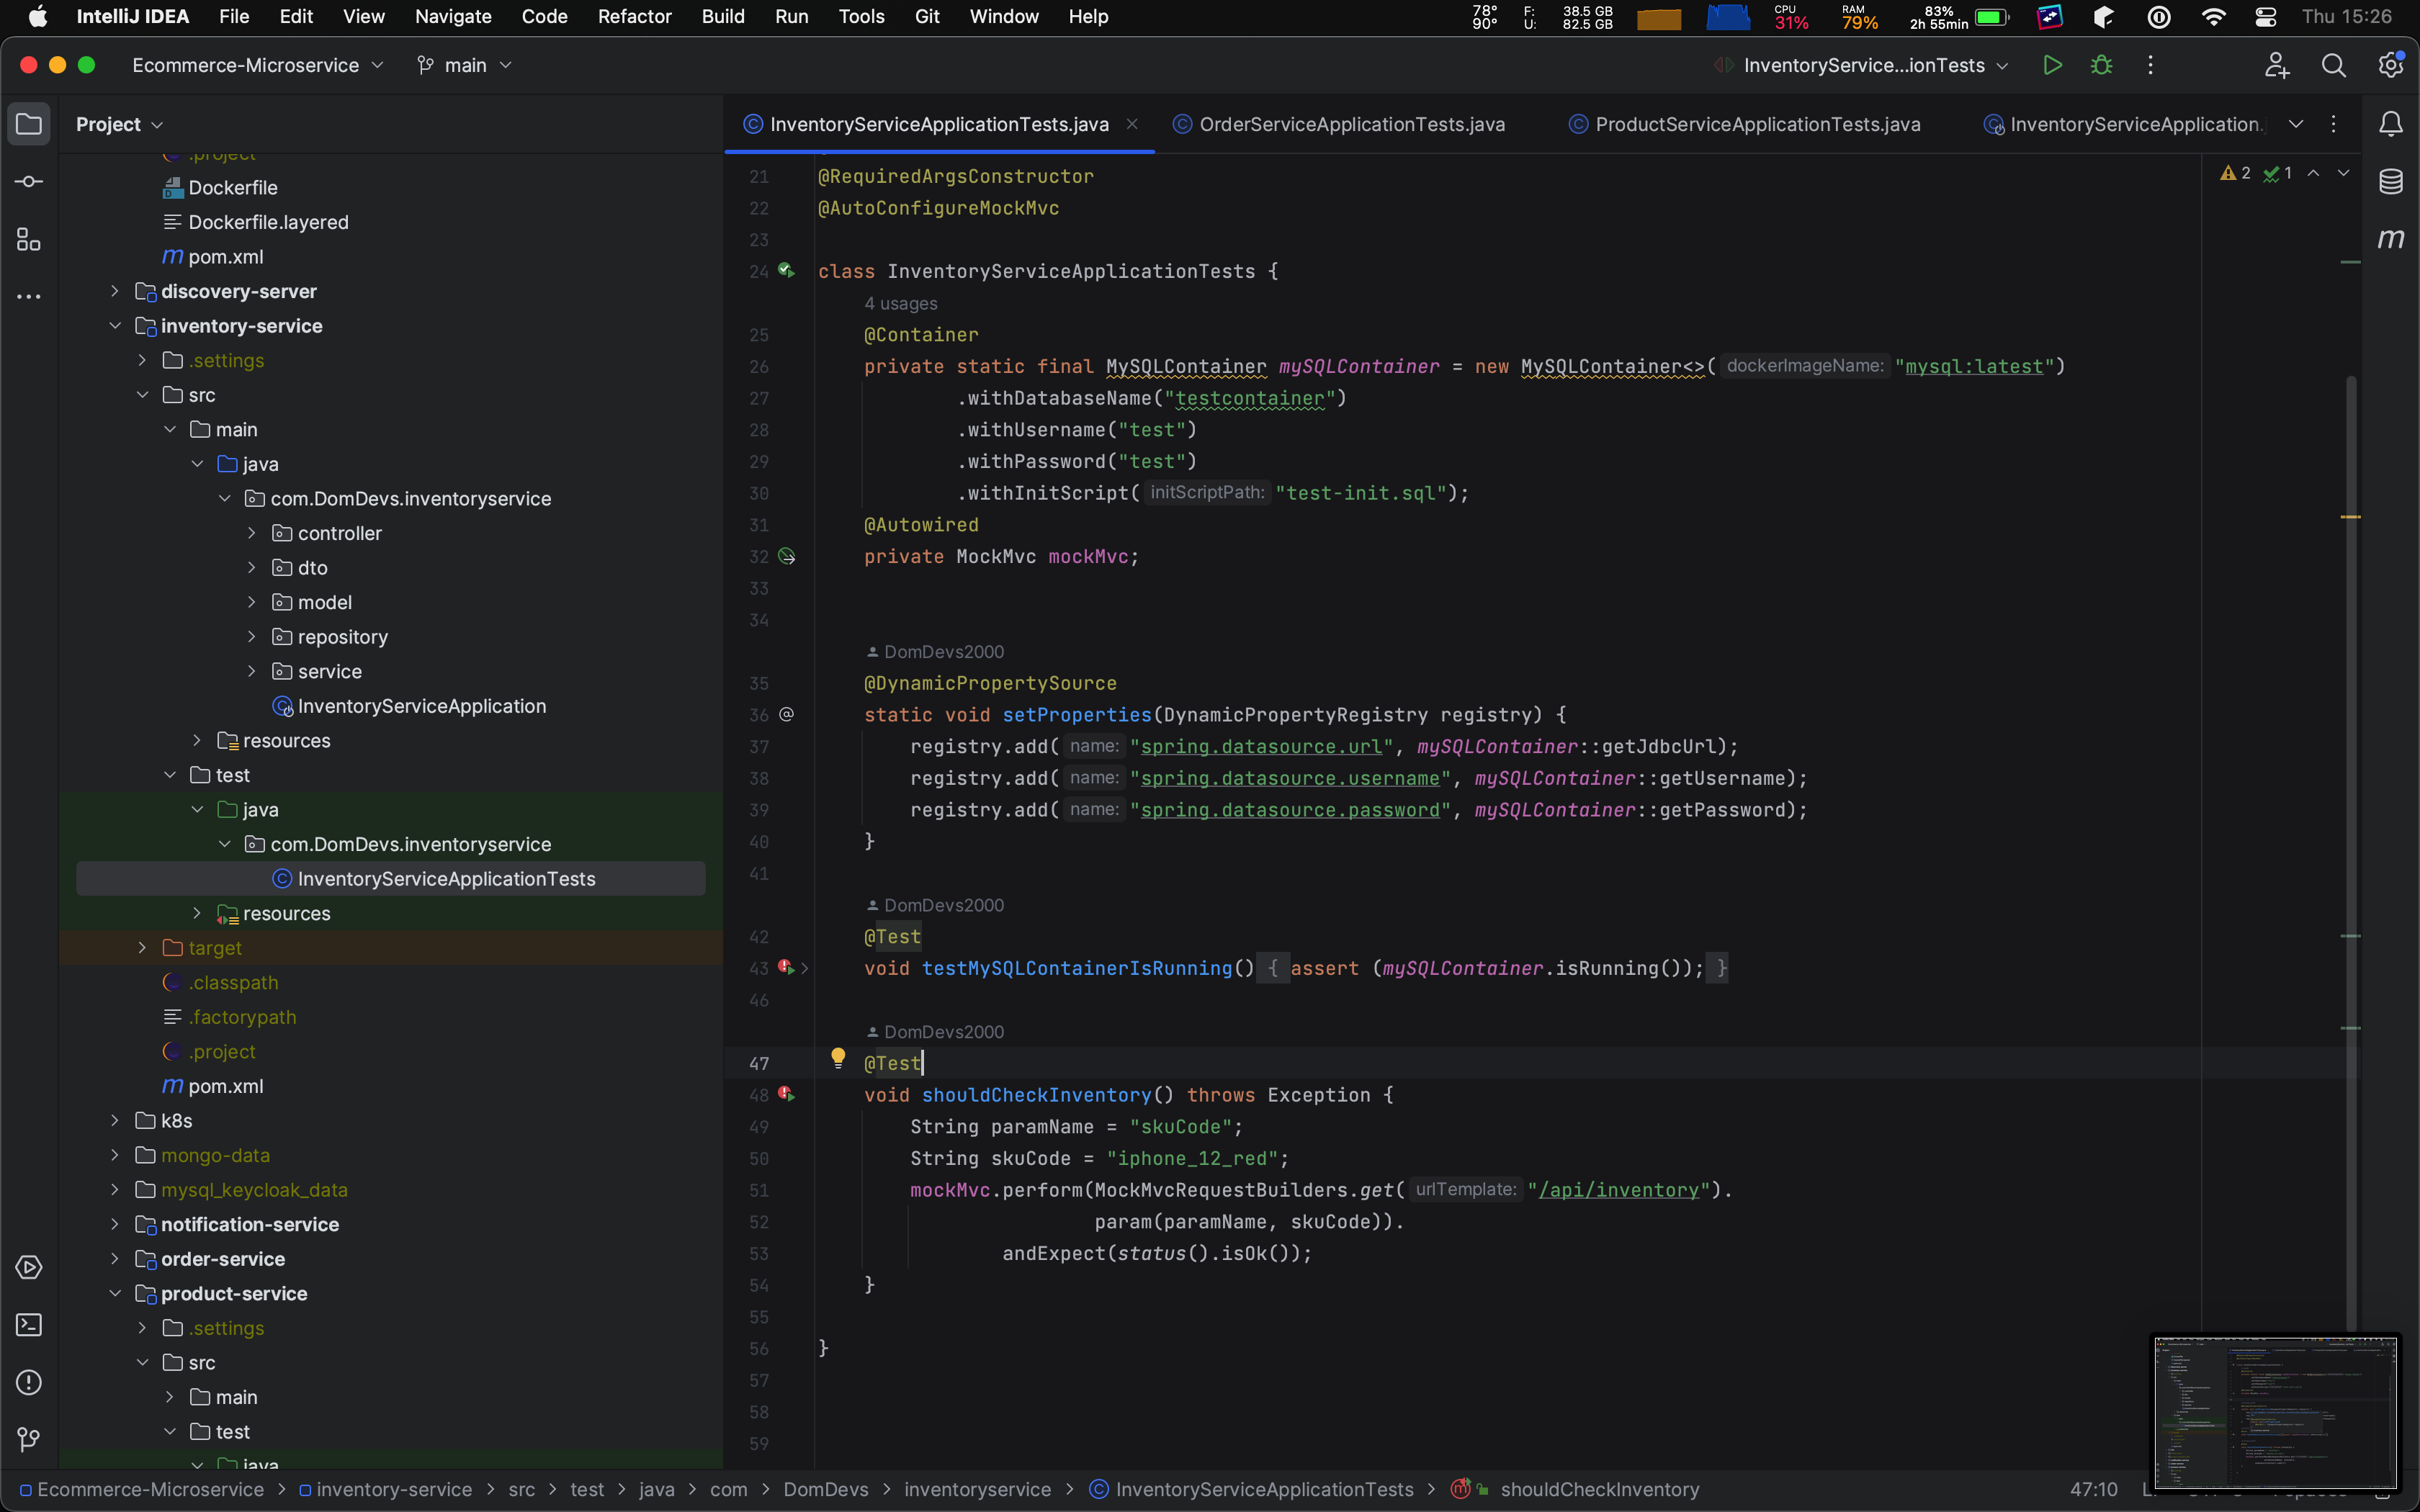 IntelliJ IDEA File Edit View Navigate Code Refactor Build Run Tools Git Window Help 78° 90° F: U: 38.5 GB 82.5 GB CPU 31% RAM 79% 83% 2h 55min Thu 15:26
Ecommerce-Microservice main InventoryService...ionTests
Project
.project
Dockerfile
Dockerfile.layered
pom.xml
discovery-server
inventory-service
.settings
src
main
java
com.DomDevs.inventoryservice
controller
dto
model
repository
service
InventoryServiceApplication
resources
test
java
com.DomDevs.inventoryservice
InventoryServiceApplicationTests
resources
target
.classpath
.factorypath
.project
pom.xml
k8s
mongo-data
mysql_keycloak_data
notification-service
order-service
product-service
.settings
src
main
test
java
InventoryServiceApplicationTests.java OrderServiceApplicationTests.java ProductServiceApplicationTests.java InventoryServiceApplication.
2 1
21 @RequiredArgsConstructor
22 @AutoConfigureMockMvc
23
24 class InventoryServiceApplicationTests {
4 usages
25 @Container
26 private static final MySQLContainer mySQLContainer = new MySQLContainer<>( dockerImageName: "mysql:latest")
27 .withDatabaseName("testcontainer")
28 .withUsername("test")
29 .withPassword("test")
30 .withInitScript( initScriptPath: "test-init.sql");
31 @Autowired
32 private MockMvc mockMvc;
33
34
DomDevs2000
35 @DynamicPropertySource
36 static void setProperties(DynamicPropertyRegistry registry) {
37 registry.add( name: "spring.datasource.url", mySQLContainer::getJdbcUrl);
38 registry.add( name: "spring.datasource.username", mySQLContainer::getUsername);
39 registry.add( name: "spring.datasource.password", mySQLContainer::getPassword);
40 }
41
DomDevs2000
42 @Test
43 void testMySQLContainerIsRunning() { assert (mySQLContainer.isRunning()); }
46
DomDevs2000
47 @Test
48 void shouldCheckInventory() throws Exception {
49 String paramName = "skuCode";
50 String skuCode = "iphone_12_red";
51 mockMvc.perform(MockMvcRequestBuilders.get( urlTemplate: "/api/inventory").
52 param(paramName, skuCode)).
53 andExpect(status().isOk());
54 }
55
56 }
57
58
59
Ecommerce-Microservice > inventory-service > src > test > java > com > DomDevs > inventoryservice > InventoryServiceApplicationTests > shouldCheckInventory 47:10